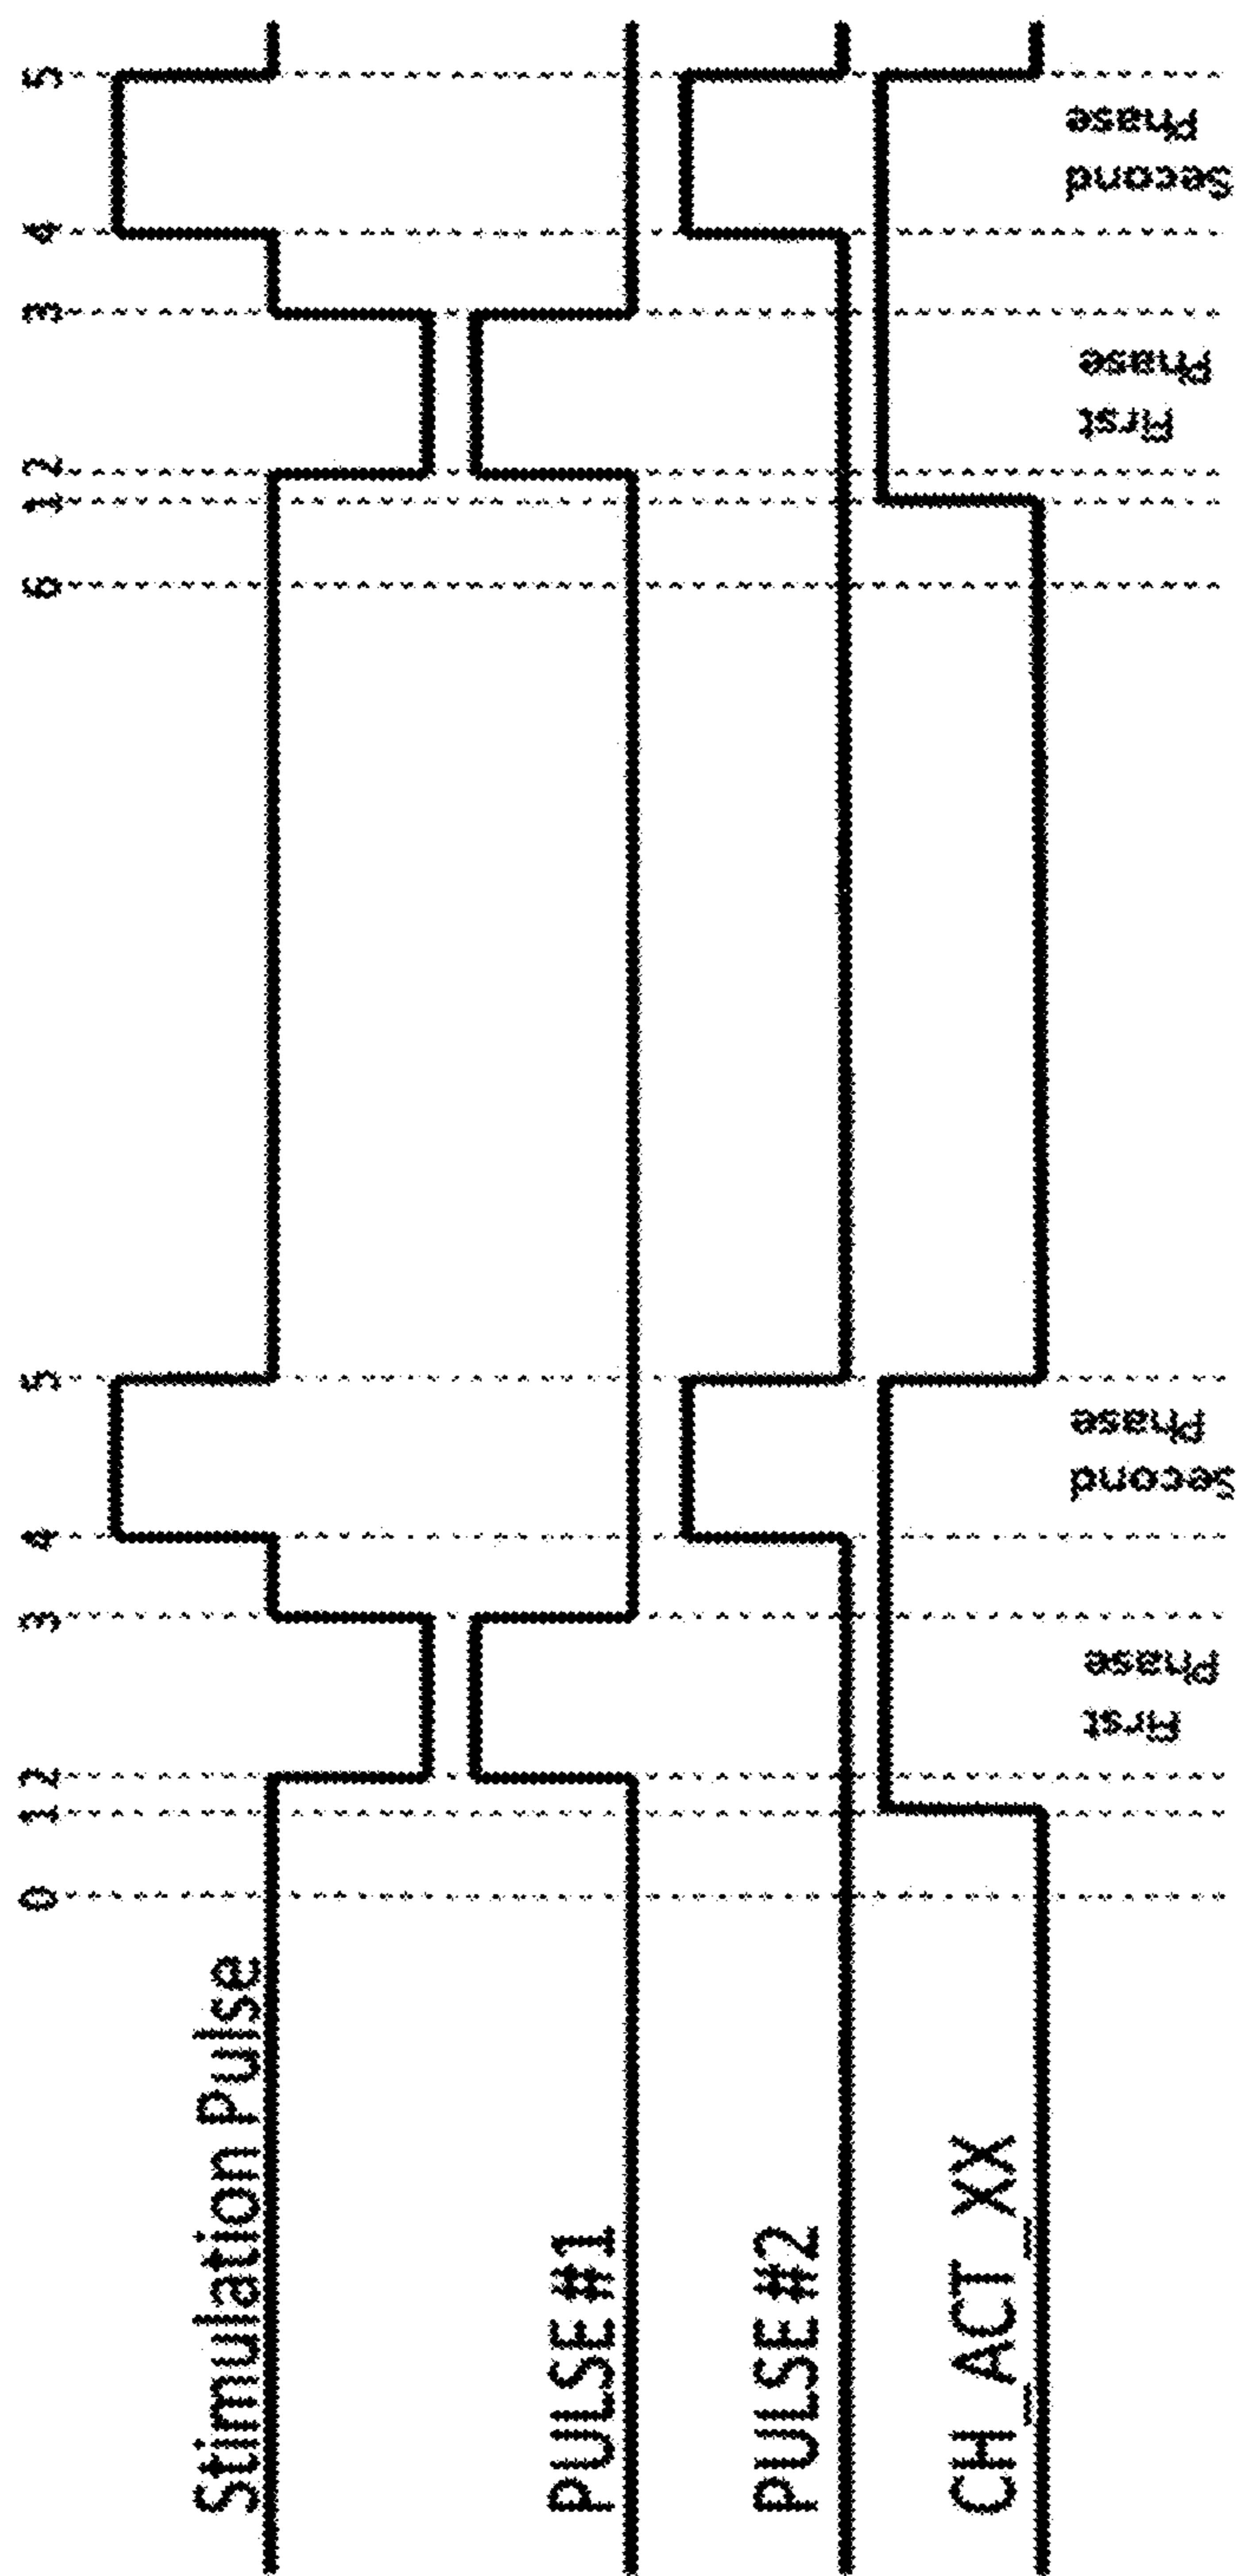 0 1 2 3 4 5 6 1 2 3 4 5
Stimulation Pulse
PULSE #1
PULSE #2
CH_ACT_XX
First
Phase
Second
Phase
First
Phase
Second
Phase